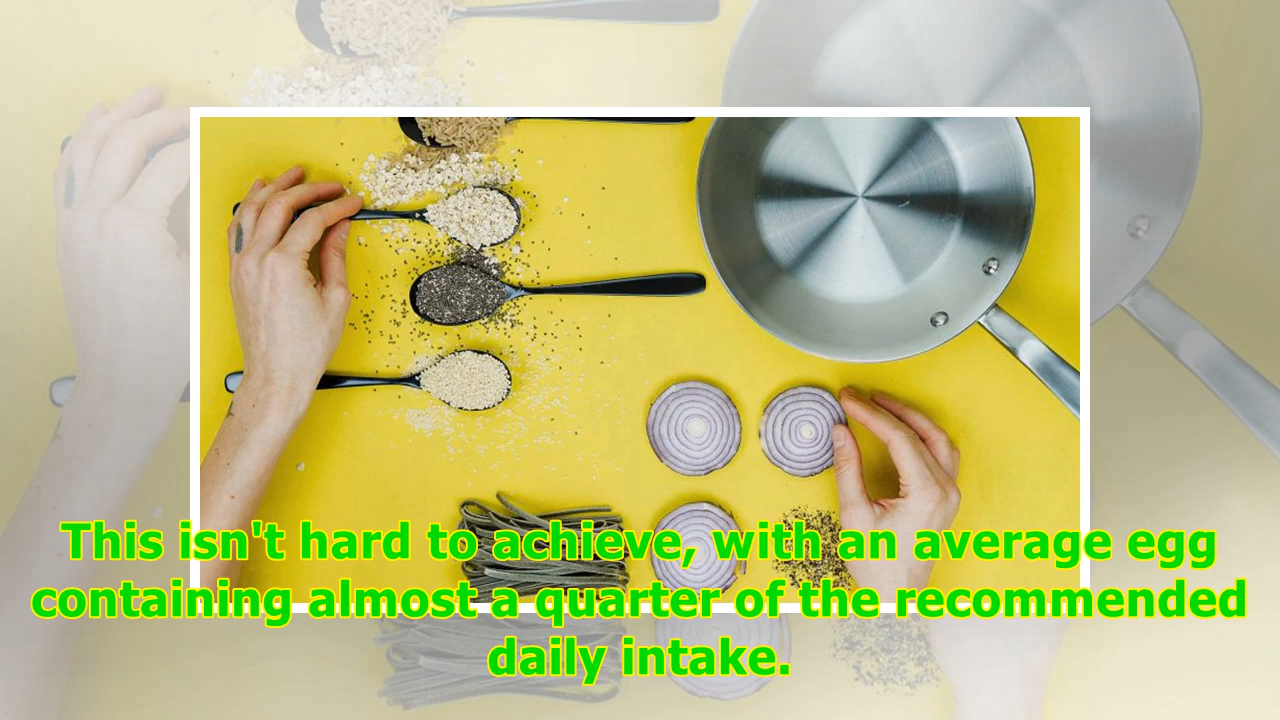 This isn't hard to achieve, with an average egg
containing almost a quarter of the recommended
daily intake.